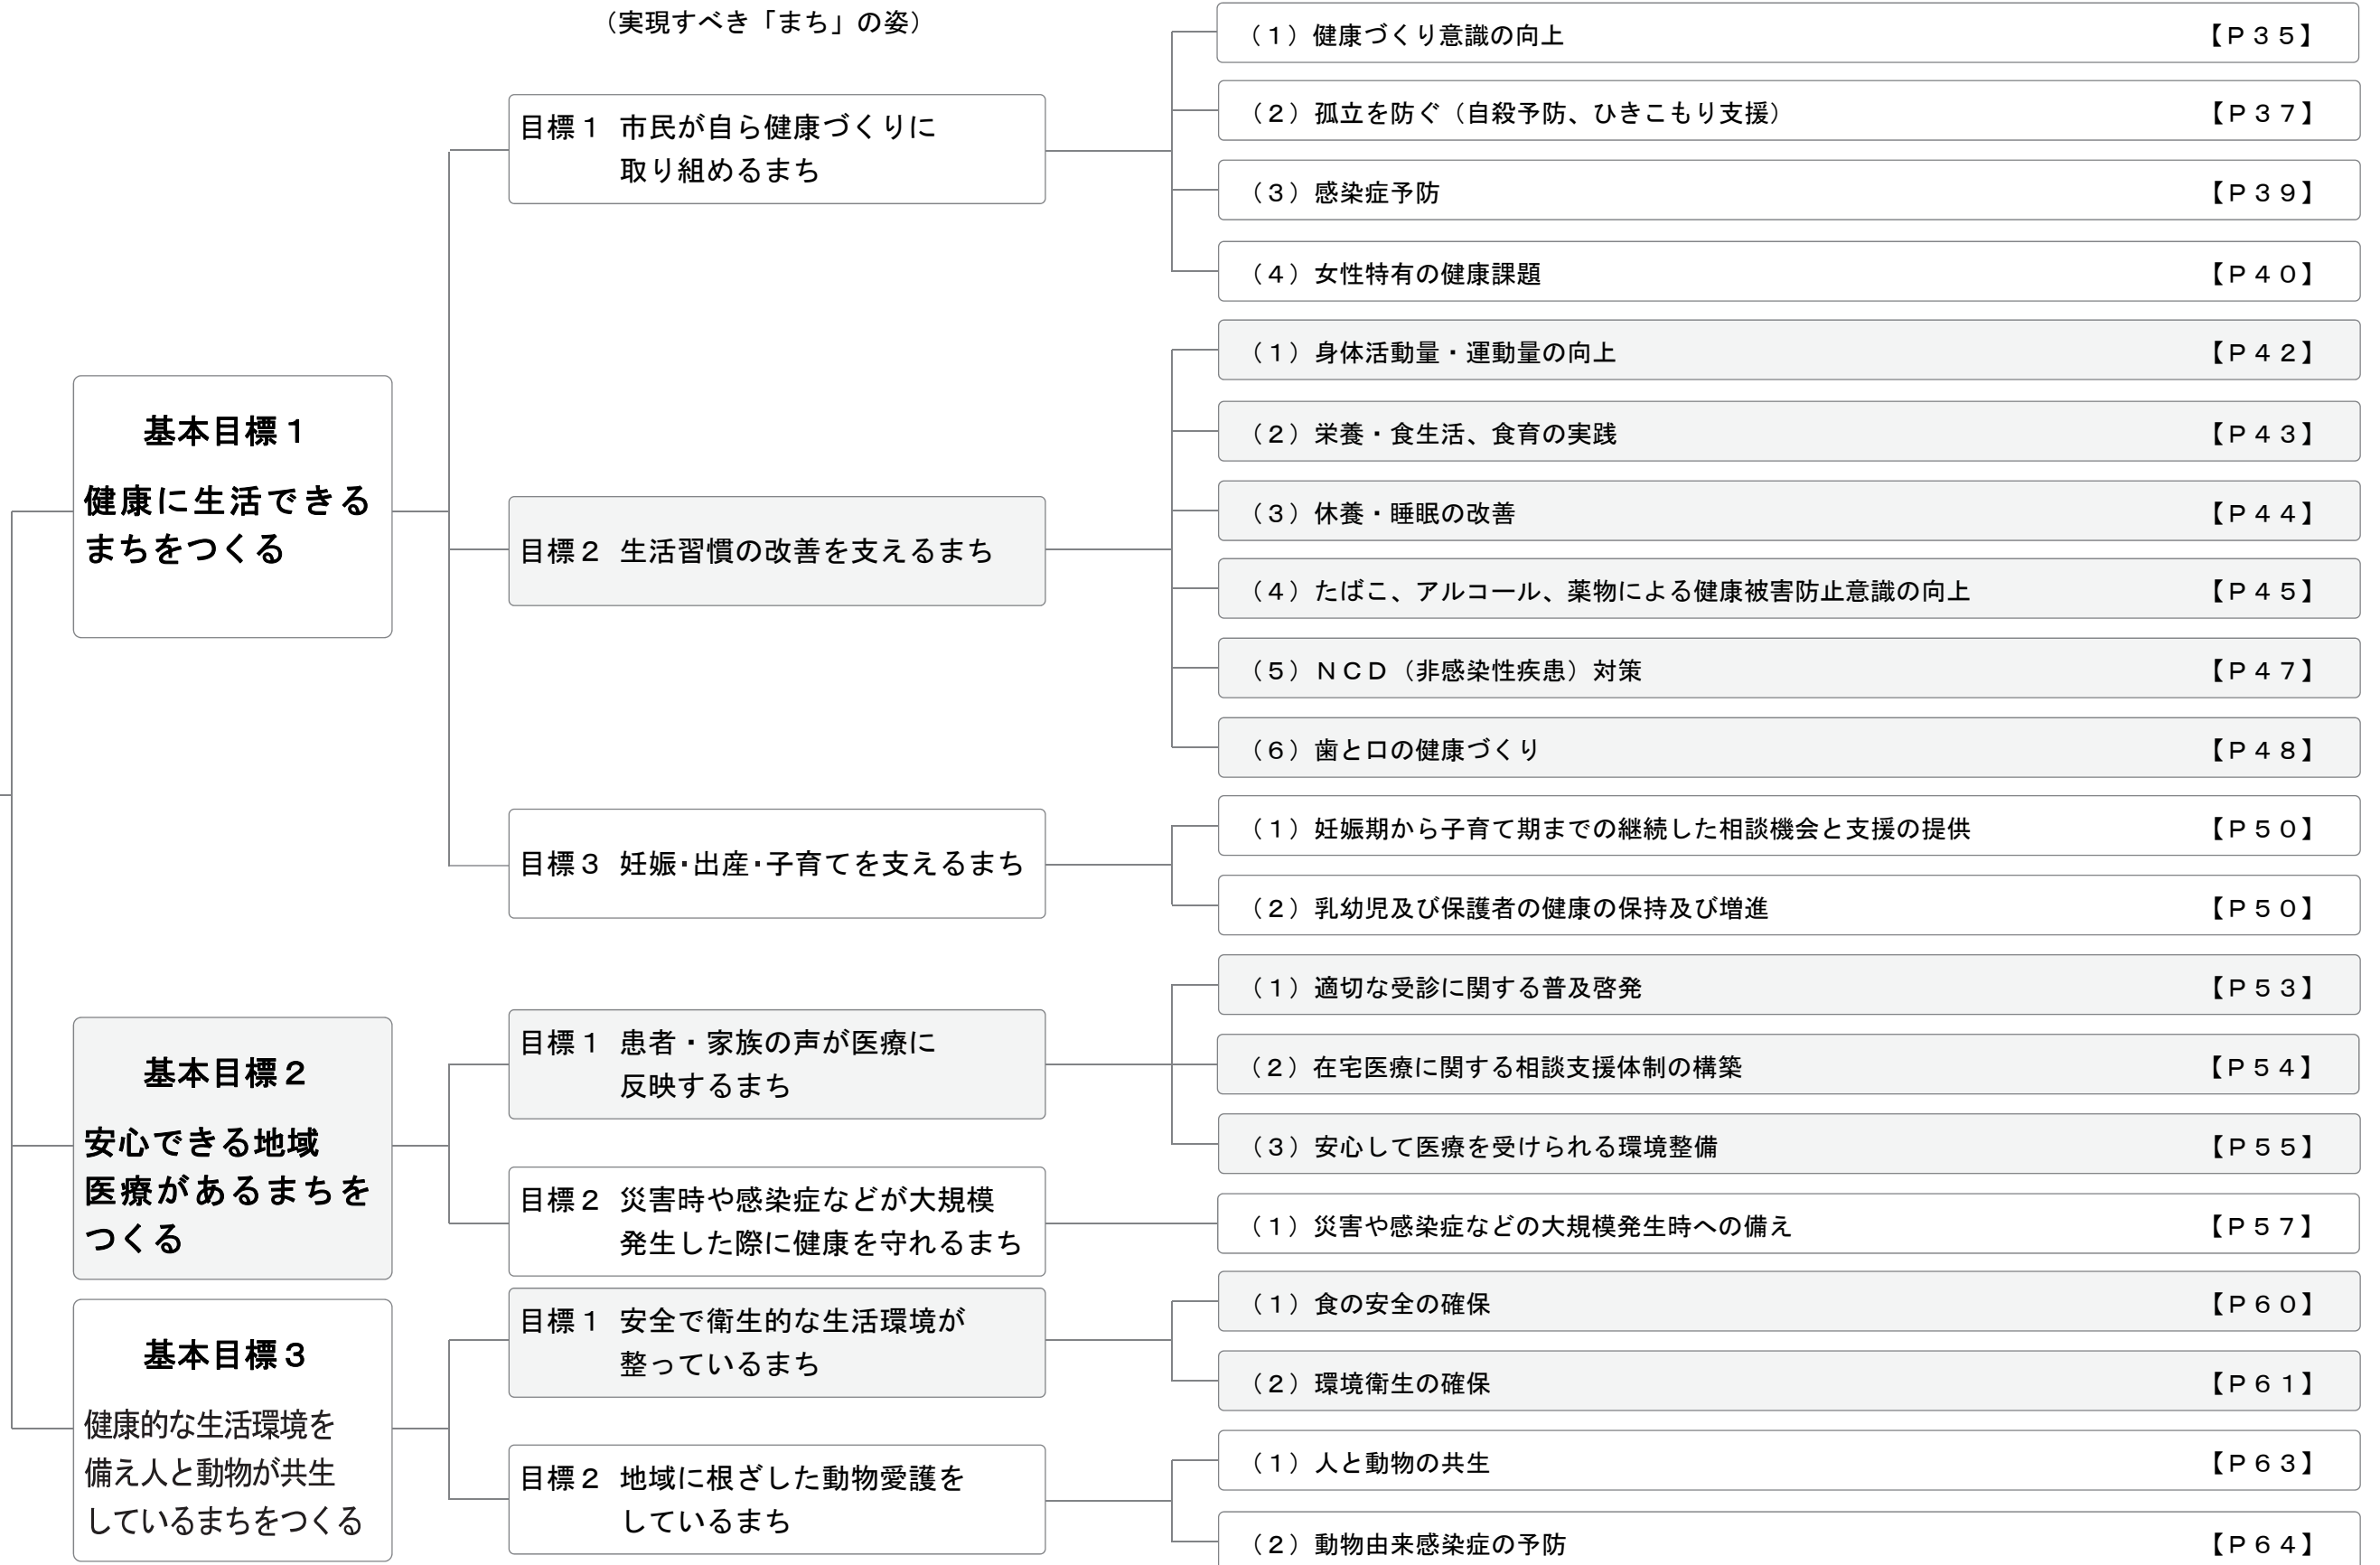 （実現すべき「まち」の姿）
基本目標１
健康に生活できる
まちをつくる
目標１ 市民が自ら健康づくりに
取り組めるまち
（１）健康づくり意識の向上 【Ｐ３５】
（２）孤立を防ぐ（自殺予防、ひきこもり支援） 【Ｐ３７】
（３）感染症予防 【Ｐ３９】
（４）女性特有の健康課題 【Ｐ４０】
目標２ 生活習慣の改善を支えるまち
（１）身体活動量・運動量の向上 【Ｐ４２】
（２）栄養・食生活、食育の実践 【Ｐ４３】
（３）休養・睡眠の改善 【Ｐ４４】
（４）たばこ、アルコール、薬物による健康被害防止意識の向上 【Ｐ４５】
（５）ＮＣＤ（非感染性疾患）対策 【Ｐ４７】
（６）歯と口の健康づくり 【Ｐ４８】
目標３ 妊娠・出産・子育てを支えるまち
（１）妊娠期から子育て期までの継続した相談機会と支援の提供 【Ｐ５０】
（２）乳幼児及び保護者の健康の保持及び増進 【Ｐ５０】
基本目標２
安心できる地域
医療があるまちを
つくる
目標１ 患者・家族の声が医療に
反映するまち
（１）適切な受診に関する普及啓発 【Ｐ５３】
（２）在宅医療に関する相談支援体制の構築 【Ｐ５４】
（３）安心して医療を受けられる環境整備 【Ｐ５５】
目標２ 災害時や感染症などが大規模
発生した際に健康を守れるまち
（１）災害や感染症などの大規模発生時への備え 【Ｐ５７】
基本目標３
健康的な生活環境を
備え人と動物が共生
しているまちをつくる
目標１ 安全で衛生的な生活環境が
整っているまち
（１）食の安全の確保 【Ｐ６０】
（２）環境衛生の確保 【Ｐ６１】
目標２ 地域に根ざした動物愛護を
しているまち
（１）人と動物の共生 【Ｐ６３】
（２）動物由来感染症の予防 【Ｐ６４】